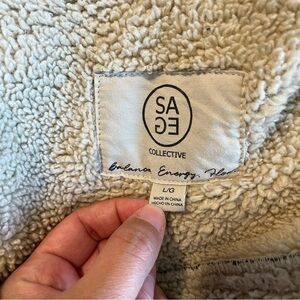 SA
GE
COLLECTIVE
Balance. Energy. Flow.
L/G
MADE IN CHINA
HECHO EN CHINA